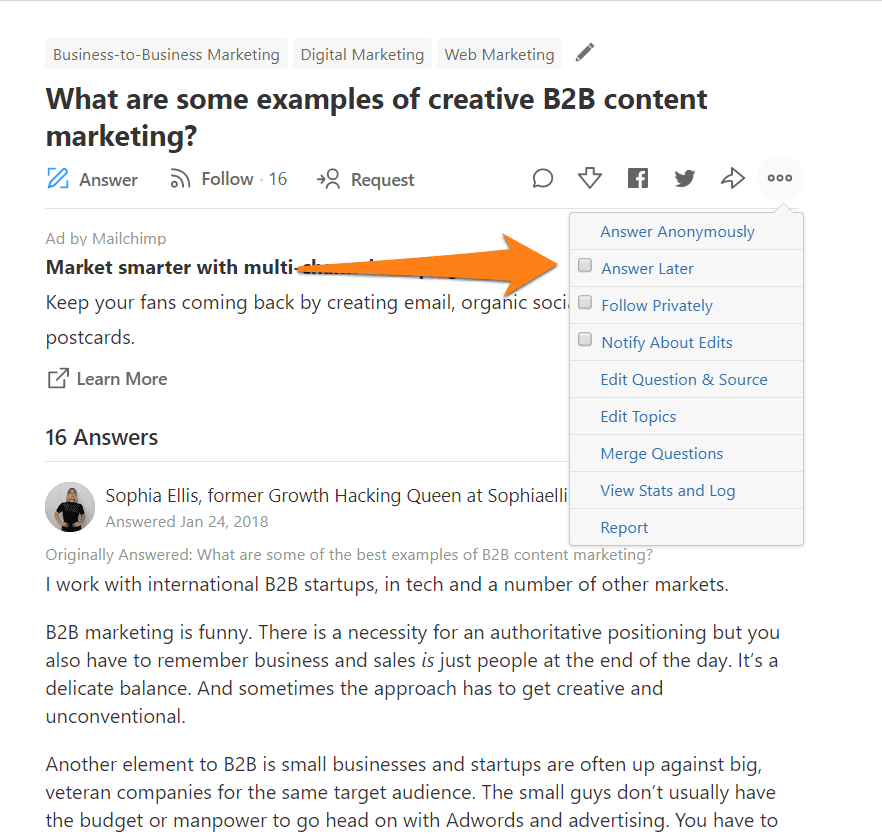 Business-to-Business Marketing Digital Marketing Web Marketing
What are some examples of creative B2B content
marketing?
Answer Follow · 16 Request
Ad by Mailchimp
Market smarter with multi-
Keep your fans coming back by creating email, organic soci
postcards.
Learn More
Answer Anonymously
Answer Later
Follow Privately
Notify About Edits
Edit Question & Source
Edit Topics
Merge Questions
View Stats and Log
Report
16 Answers
Sophia Ellis, former Growth Hacking Queen at Sophiaelli
Answered Jan 24, 2018
Originally Answered: What are some of the best examples of B2B content marketing?
I work with international B2B startups, in tech and a number of other markets.
B2B marketing is funny. There is a necessity for an authoritative positioning but you
also have to remember business and sales is just people at the end of the day. It's a
delicate balance. And sometimes the approach has to get creative and
unconventional.
Another element to B2B is small businesses and startups are often up against big,
veteran companies for the same target audience. The small guys don't usually have
the budget or manpower to go head on with Adwords and advertising. You have to